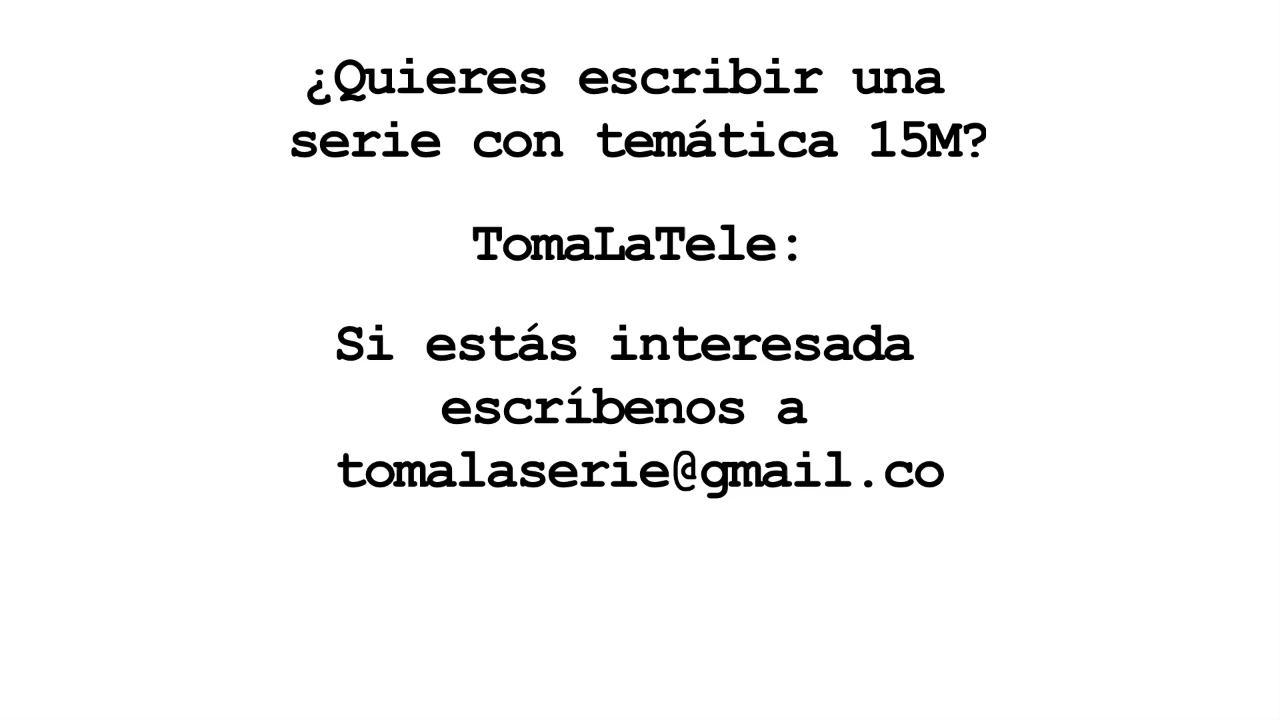 ¿Quieres escribir una
serie con temática 15M?
TomaLaTele:
Si estás interesada
escríbenos a
tomalaserie@gmail.co